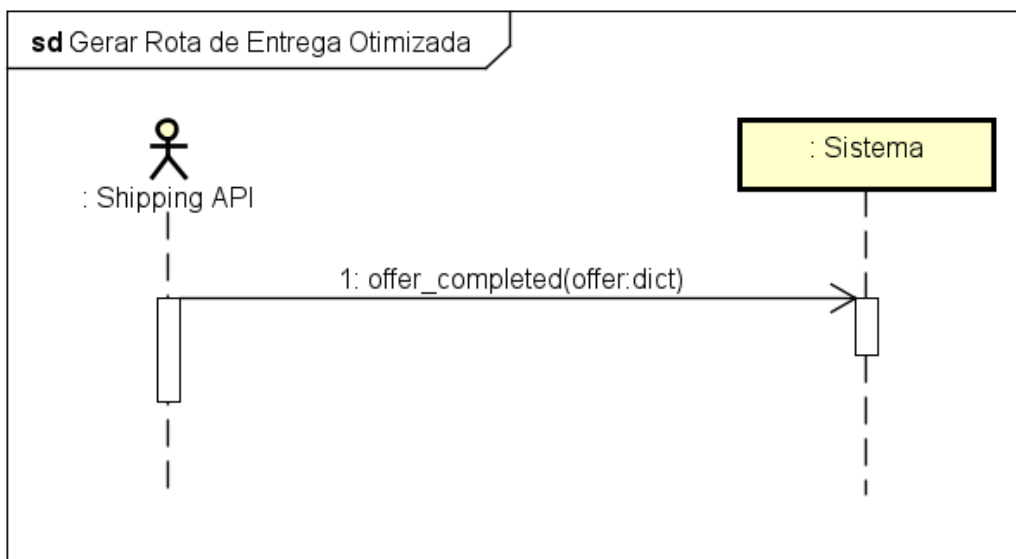 sd Gerar Rota de Entrega Otimizada
: Shipping API
: Sistema
1: offer_completed(offer:dict)